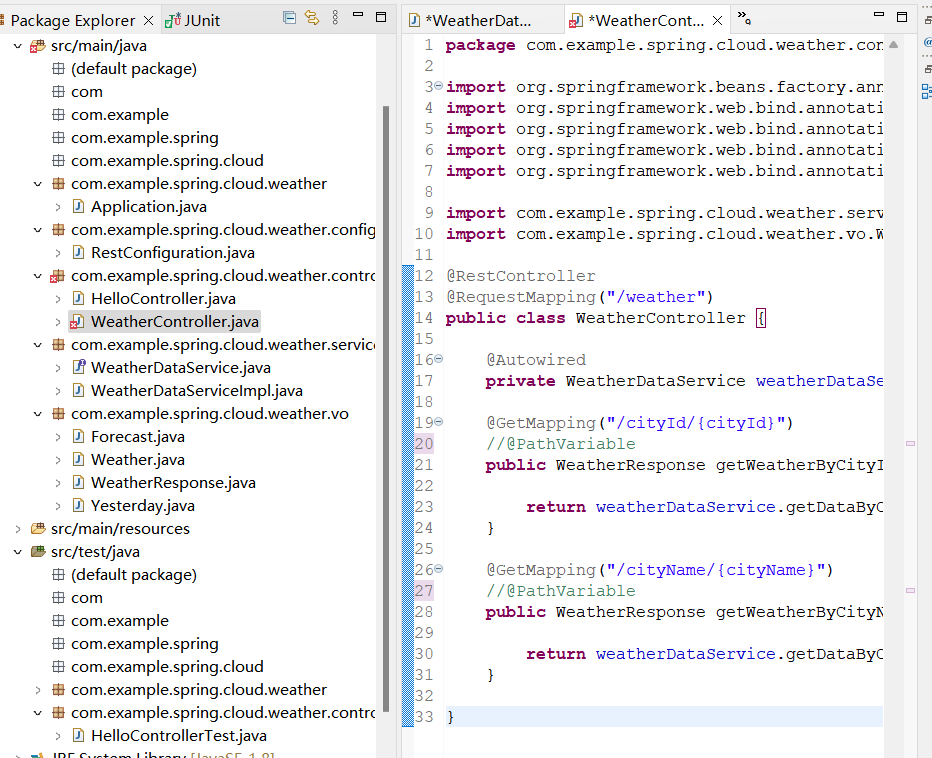 Package Explorer
JUnit
src/main/java
(default package)
com
com.example
com.example.spring
com.example.spring.cloud
com.example.spring.cloud.weather
Application.java
com.example.spring.cloud.weather.config
RestConfiguration.java
com.example.spring.cloud.weather.contro
HelloController.java
WeatherController.java
com.example.spring.cloud.weather.service
WeatherDataService.java
WeatherDataServiceImpl.java
com.example.spring.cloud.weather.vo
Forecast.java
Weather.java
WeatherResponse.java
Yesterday.java
src/main/resources
src/test/java
(default package)
com
com.example
com.example.spring
com.example.spring.cloud
com.example.spring.cloud.weather
com.example.spring.cloud.weather.contro
HelloControllerTest.java
JRE System Library [JavaSE-1.8]
*WeatherDat...
*WeatherCont...
1 package com.example.spring.cloud.weather.con
2
3 import org.springframework.beans.factory.ann
4 import org.springframework.web.bind.annotati
5 import org.springframework.web.bind.annotati
6 import org.springframework.web.bind.annotati
7 import org.springframework.web.bind.annotati
8
9 import com.example.spring.cloud.weather.serv
10 import com.example.spring.cloud.weather.vo.W
11
12 @RestController
13 @RequestMapping("/weather")
14 public class WeatherController {
15
16 @Autowired
17 private WeatherDataService weatherDataSe
18
19 @GetMapping("/cityId/{cityId}")
20 //@PathVariable
21 public WeatherResponse getWeatherByCityI
22
23 return weatherDataService.getDataByC
24 }
25
26 @GetMapping("/cityName/{cityName}")
27 //@PathVariable
28 public WeatherResponse getWeatherByCityN
29
30 return weatherDataService.getDataByC
31 }
32
33 }